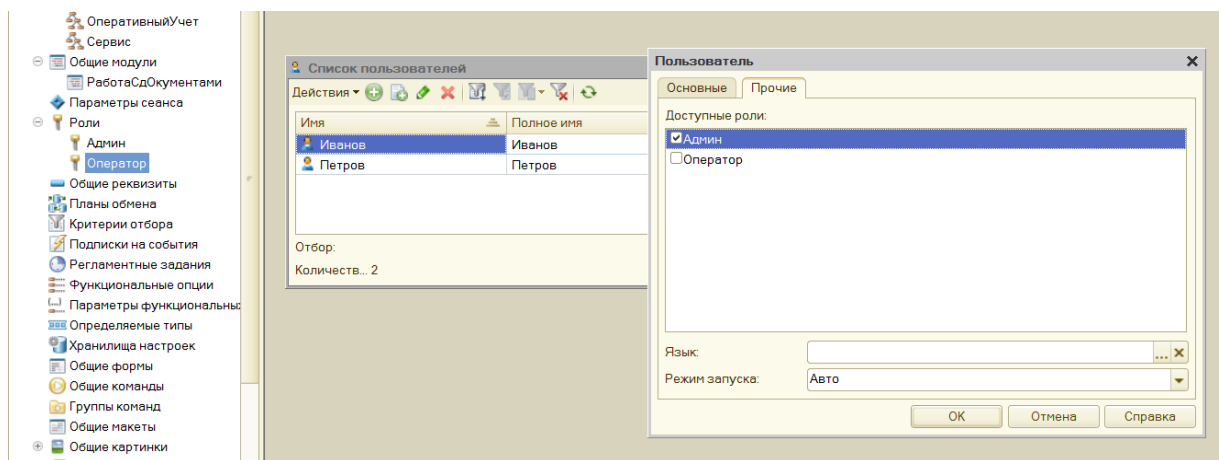 ОперативныйУчет
Сервис
Общие модули
РаботаСдОкументами
Параметры сеанса
Роли
Админ
Оператор
Общие реквизиты
Планы обмена
Критерии отбора
Подписки на события
Регламентные задания
Функциональные опции
Параметры функциональны
Определяемые типы
Хранилища настроек
Общие формы
Общие команды
Группы команд
Общие макеты
Общие картинки
Список пользователей
Действия
Имя Полное имя
Иванов Иванов
Петров Петров
Отбор:
Количеств... 2
Пользователь
Основные Прочие
Доступные роли:
Админ
Оператор
Язык: ...
Режим запуска: Авто
OK Отмена Справка